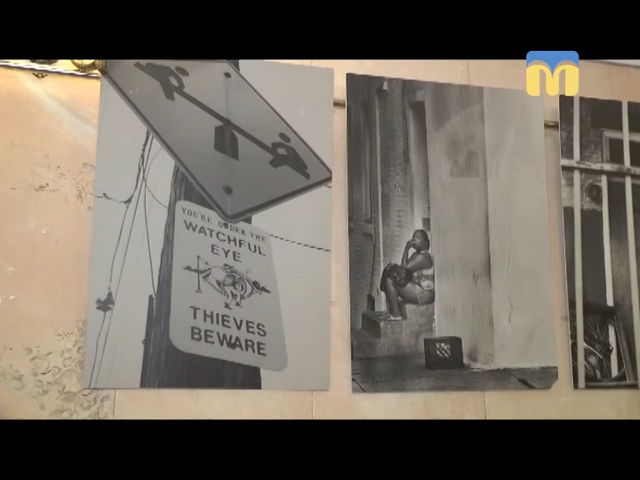 YOU'RE UNDER THE
WATCHFUL
EYE
THIEVES
BEWARE
m